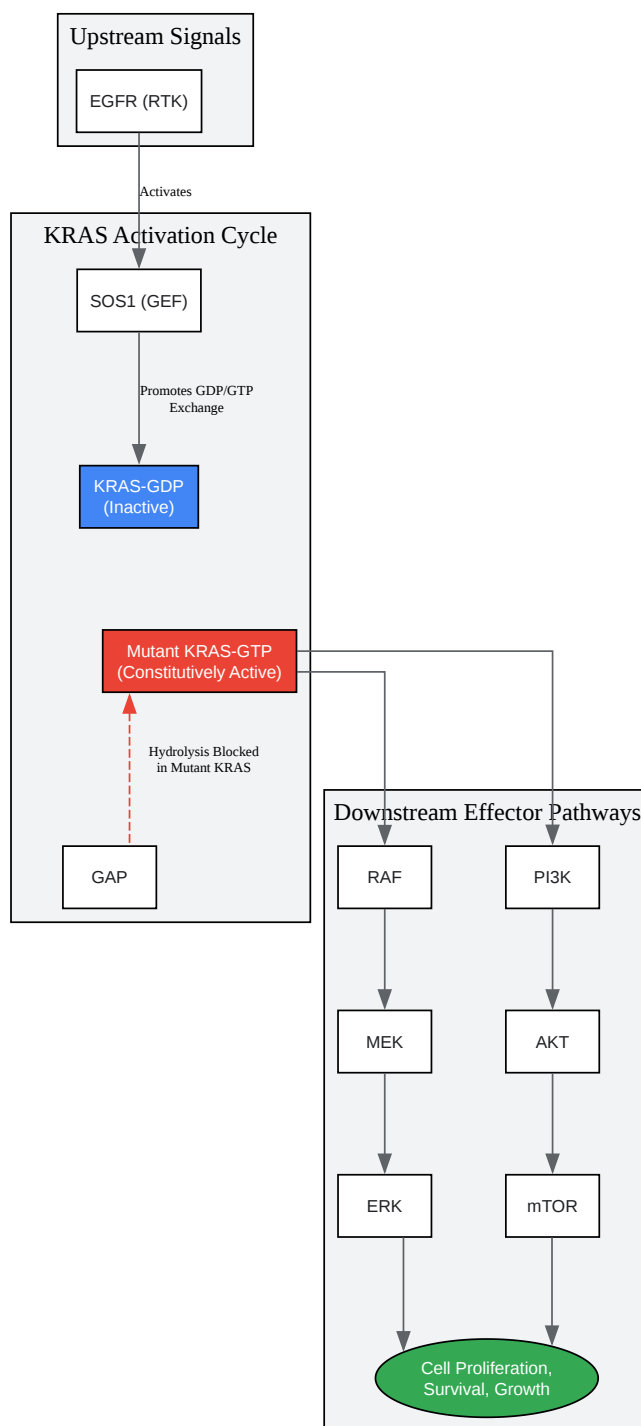 Upstream Signals
EGFR (RTK)
Activates
KRAS Activation Cycle
SOS1 (GEF)
Promotes GDP/GTP
Exchange
KRAS-GDP
(Inactive)
Mutant KRAS-GTP
(Constitutively Active)
Hydrolysis Blocked
in Mutant KRAS
GAP
Downstream Effector Pathways
RAF
PI3K
MEK
AKT
ERK
mTOR
Cell Proliferation,
Survival, Growth